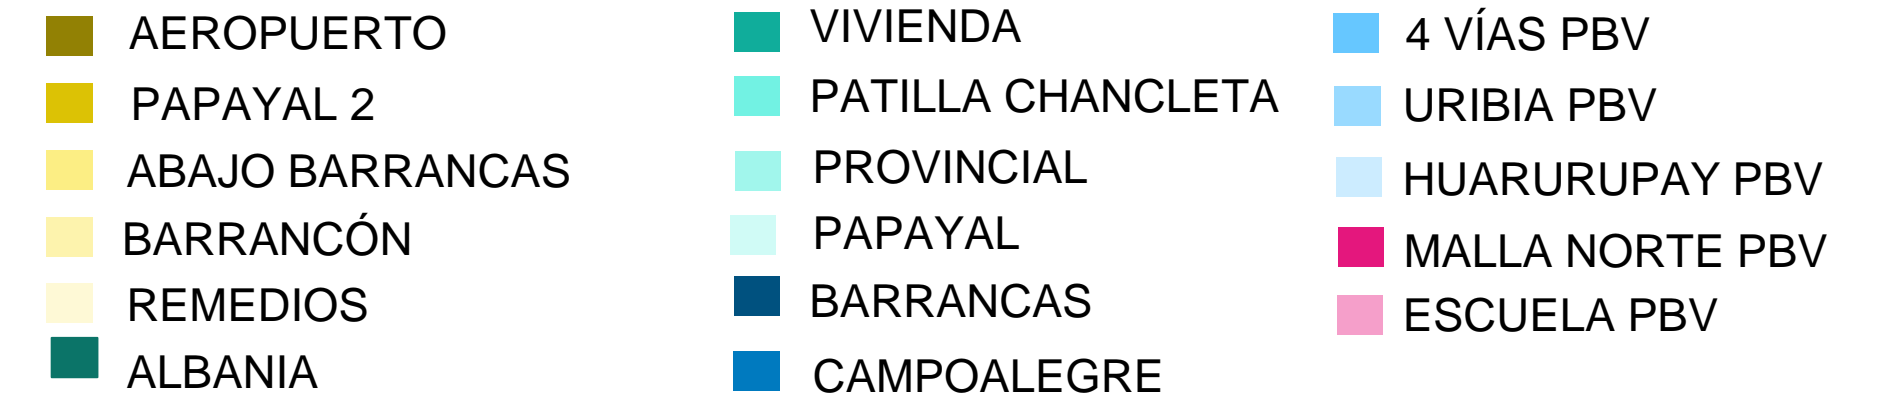 AEROPUERTO
PAPAYAL 2
ABAJO BARRANCAS
BARRANCÓN
REMEDIOS
ALBANIA
VIVIENDA
PATILLA CHANCLETA
PROVINCIAL
PAPAYAL
BARRANCAS
CAMPOALEGRE
4 VÍAS PBV
URIBIA PBV
HUARURUPAY PBV
MALLA NORTE PBV
ESCUELA PBV